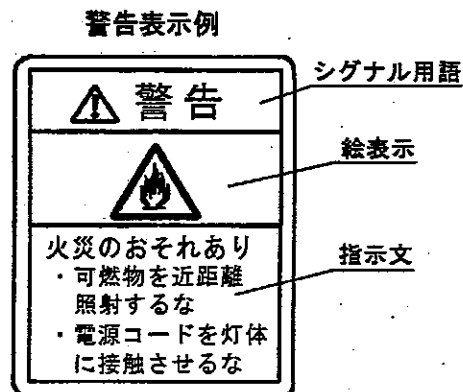 警告表示例
シグナル用語
警告
絵表示
火災のおそれあり
指示文
・可燃物を近距離
照射するな
・電源コードを灯体
に接触させるな